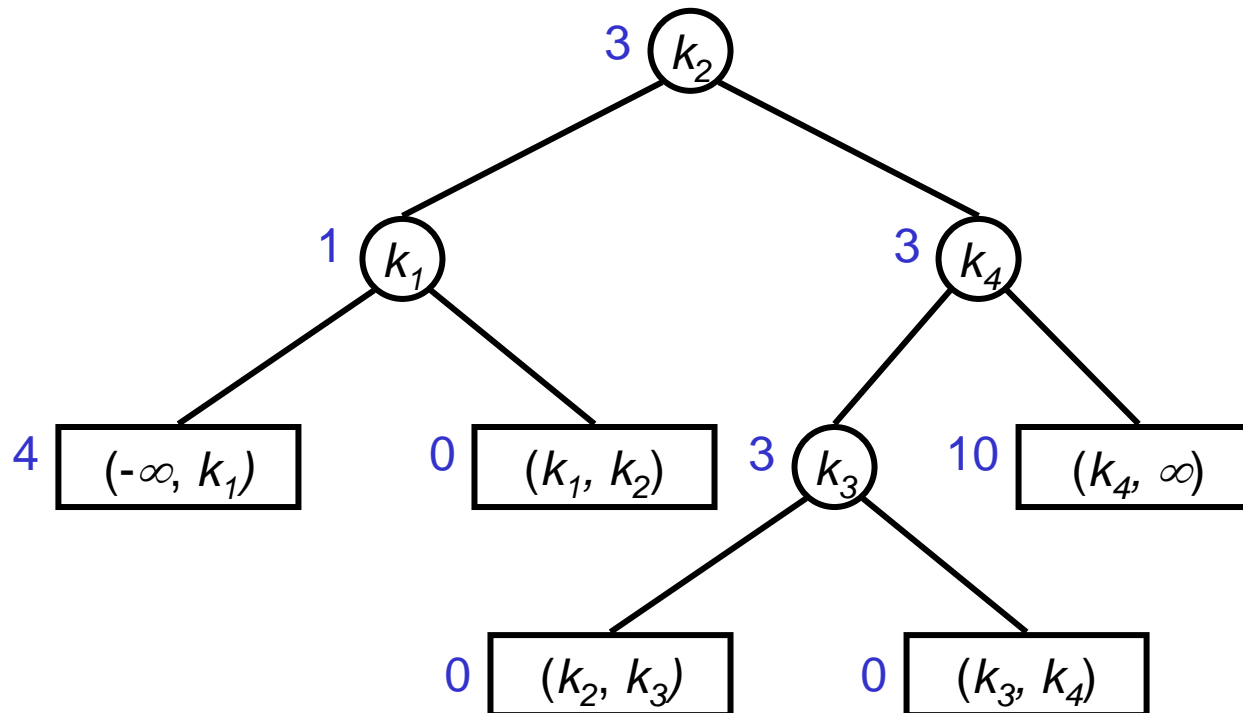 3 k₂
1 k₁ 3 k₄
4 (-∞, k₁) 0 (k₁, k₂) 3 k₃ 10 (k₄, ∞)
0 (k₂, k₃) 0 (k₃, k₄)